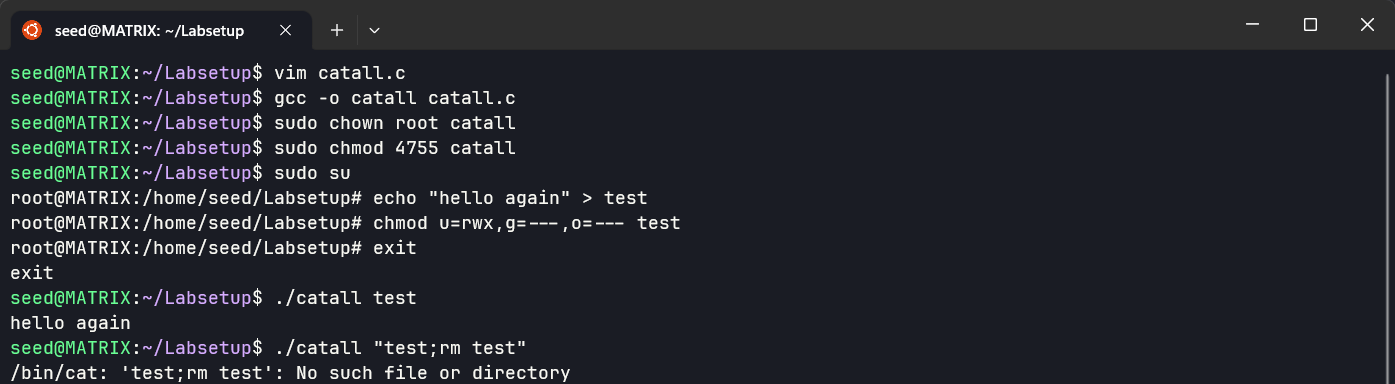 seed@MATRIX: ~/Labsetup
seed@MATRIX:~/Labsetup$ vim catall.c
seed@MATRIX:~/Labsetup$ gcc -o catall catall.c
seed@MATRIX:~/Labsetup$ sudo chown root catall
seed@MATRIX:~/Labsetup$ sudo chmod 4755 catall
seed@MATRIX:~/Labsetup$ sudo su
root@MATRIX:/home/seed/Labsetup# echo "hello again" > test
root@MATRIX:/home/seed/Labsetup# chmod u=rwx,g=---,o=--- test
root@MATRIX:/home/seed/Labsetup# exit
exit
seed@MATRIX:~/Labsetup$ ./catall test
hello again
seed@MATRIX:~/Labsetup$ ./catall "test;rm test"
/bin/cat: 'test;rm test': No such file or directory